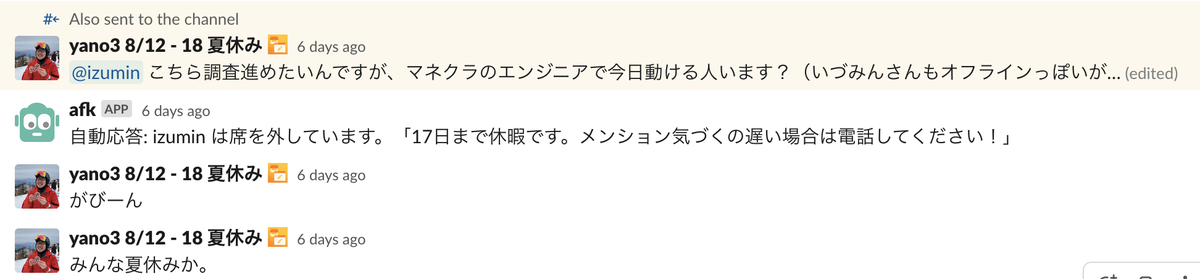 Also sent to the channel
yano3 8/12 - 18 夏休み 6 days ago
@izumin こちら調査進めたいんですが、マネクラのエンジニアで今日動ける人います？（いづみんさんもオフラインっぽいが... (edited)
afk APP 6 days ago
自動応答: izumin は席を外しています。「17日まで休暇です。メンション気づくの遅い場合は電話してください！」
yano3 8/12 - 18 夏休み 6 days ago
がびーん
yano3 8/12 - 18 夏休み 6 days ago
みんな夏休みか。